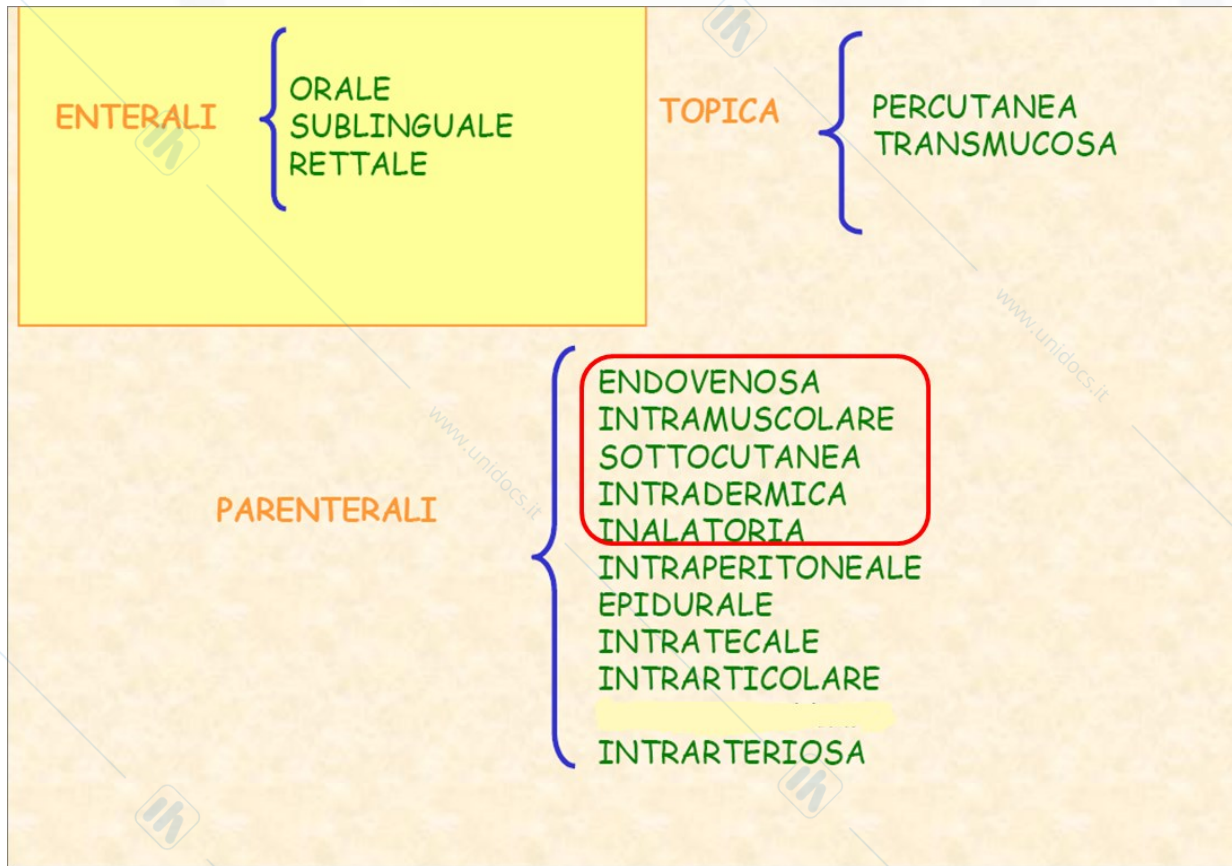 ENTERALI
ORALE
SUBLINGUALE
RETTALE
TOPICA
PERCUTANEA
TRANSMUCOSA
PARENTERALI
ENDOVENOSA
INTRAMUSCOLARE
SOTTOCUTANEA
INTRADERMICA
INALATORIA
INTRAPERITONEALE
EPIDURALE
INTRATECALE
INTRARTICOLARE
INTRARTERIOSA
www.unidocs.it
www.unidocs.it